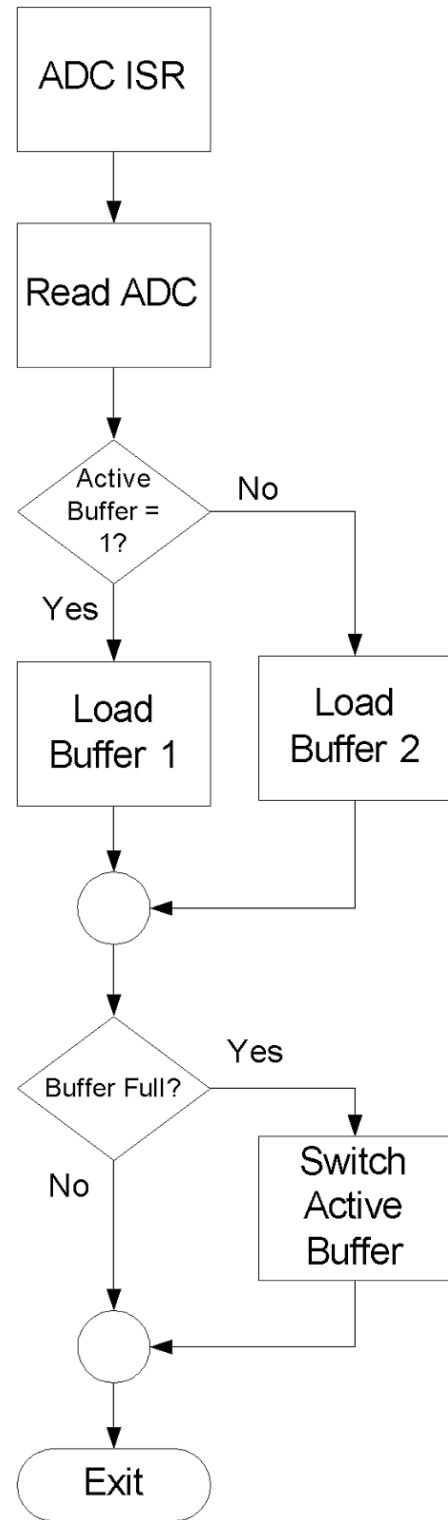 ADC ISR
Read ADC
Active
Buffer =
1?
No
Yes
Load
Buffer 1
Load
Buffer 2
Buffer Full?
Yes
No
Switch
Active
Buffer
Exit